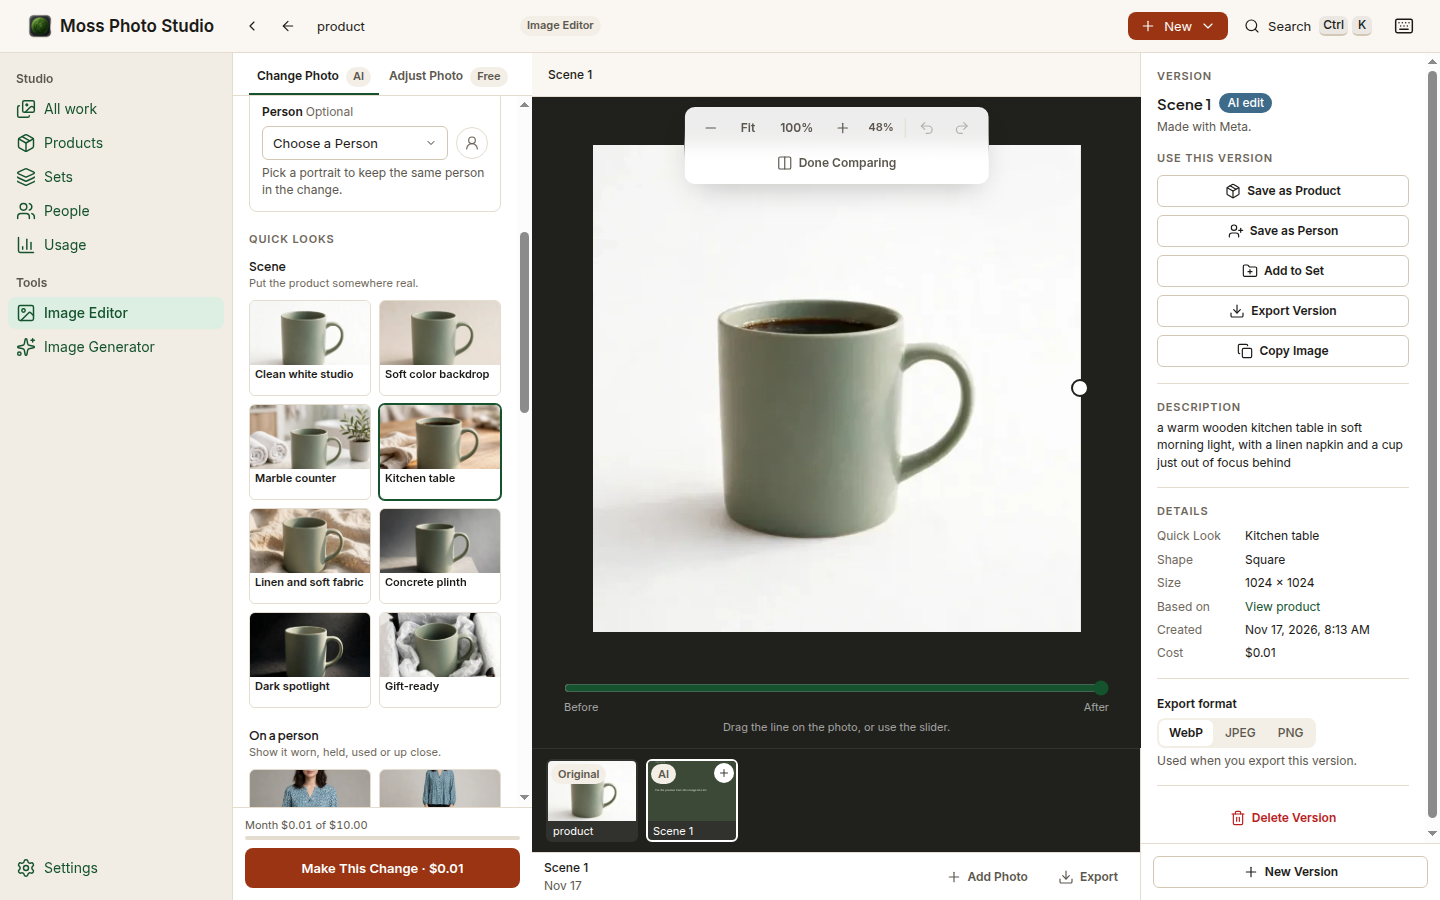 Moss Photo Studio
product
Image Editor
New
Search
Ctrl
K
Studio
All work
Products
Sets
People
Usage
Tools
Image Editor
Image Generator
Settings
Change Photo
AI
Adjust Photo
Free
Person Optional
Choose a Person
Pick a portrait to keep the same person
in the change.
QUICK LOOKS
Scene
Put the product somewhere real.
Clean white studio
Soft color backdrop
Marble counter
Kitchen table
Linen and soft fabric
Concrete plinth
Dark spotlight
Gift-ready
On a person
Show it worn, held, used or up close.
Month $0.01 of $10.00
Make This Change · $0.01
Scene 1
Fit
100%
48%
Done Comparing
Before
After
Drag the line on the photo, or use the slider.
Original
product
AI
Scene 1
Scene 1
Nov 17
Add Photo
Export
VERSION
Scene 1
AI edit
Made with Meta.
USE THIS VERSION
Save as Product
Save as Person
Add to Set
Export Version
Copy Image
DESCRIPTION
a warm wooden kitchen table in soft
morning light, with a linen napkin and a cup
just out of focus behind
DETAILS
Quick Look Kitchen table
Shape Square
Size 1024 × 1024
Based on View product
Created Nov 17, 2026, 8:13 AM
Cost $0.01
Export format
WebP
JPEG
PNG
Used when you export this version.
Delete Version
New Version